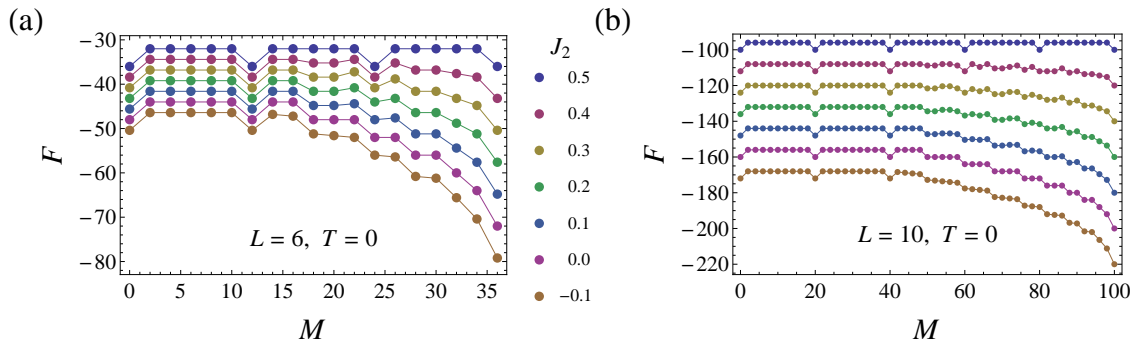 (a)
F
−30
−40
−50
−60
−70
−80
L = 6, T = 0
0 5 10 15 20 25 30 35
M
J2
0.5
0.4
0.3
0.2
0.1
0.0
−0.1
(b)
F
−100
−120
−140
−160
−180
−200
−220
L = 10, T = 0
0 20 40 60 80 100
M